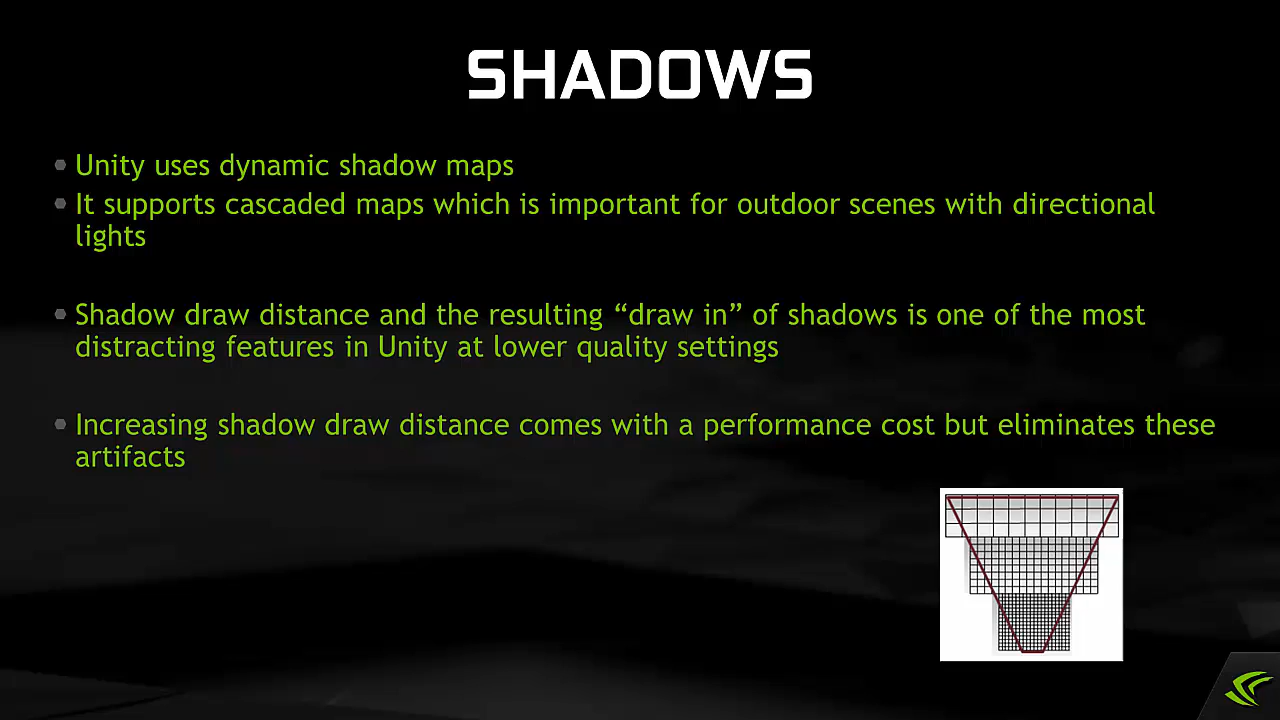 SHADOWS
Unity uses dynamic shadow maps
It supports cascaded maps which is important for outdoor scenes with directional
lights
Shadow draw distance and the resulting “draw in” of shadows is one of the most
distracting features in Unity at lower quality settings
Increasing shadow draw distance comes with a performance cost but eliminates these
artifacts